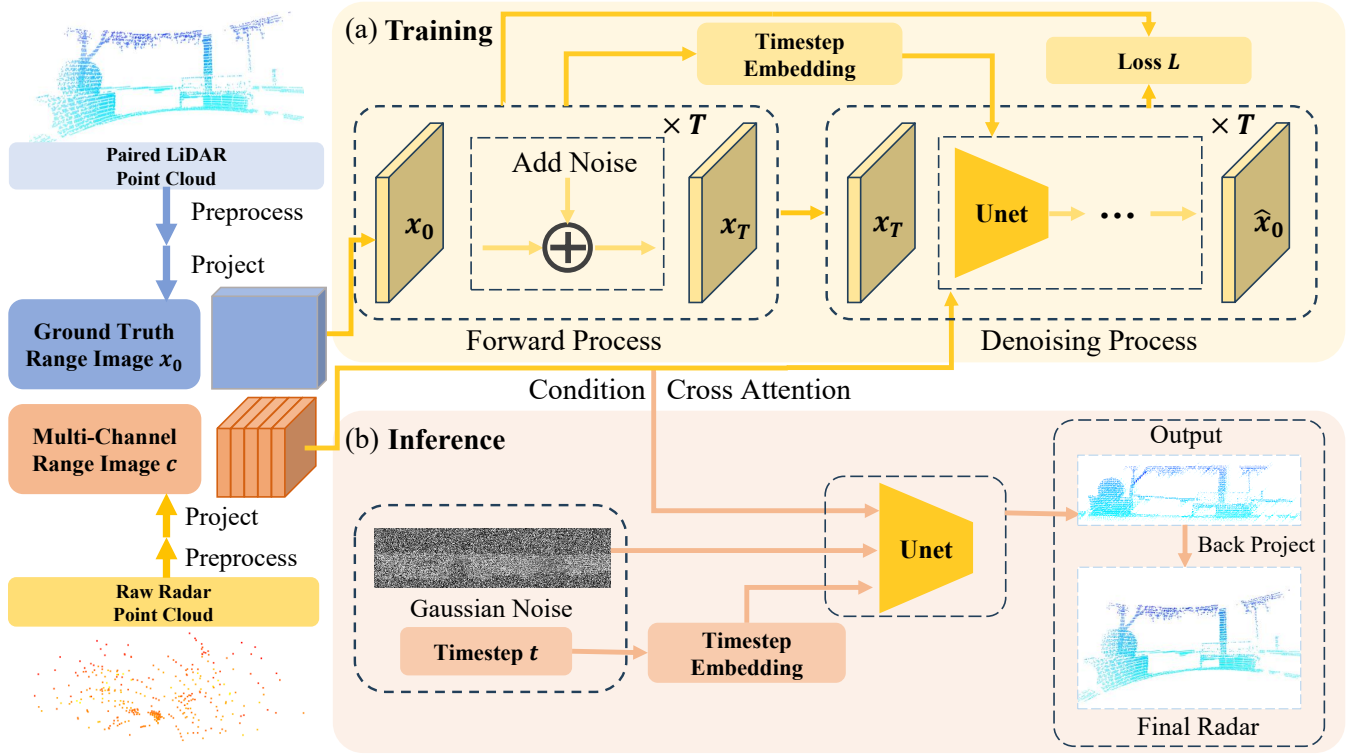 Paired LiDAR
Point Cloud
Preprocess
Project
Ground Truth
Range Image x₀
Multi-Channel
Range Image c
Project
Preprocess
Raw Radar
Point Cloud
(a) Training
Timestep
Embedding
Loss L
× T
Add Noise
x₀
x_T
Forward Process
× T
x_T
Unet
...
x̂₀
Denoising Process
Condition
Cross Attention
(b) Inference
Gaussian Noise
Timestep t
Timestep
Embedding
Unet
Output
Back Project
Final Radar